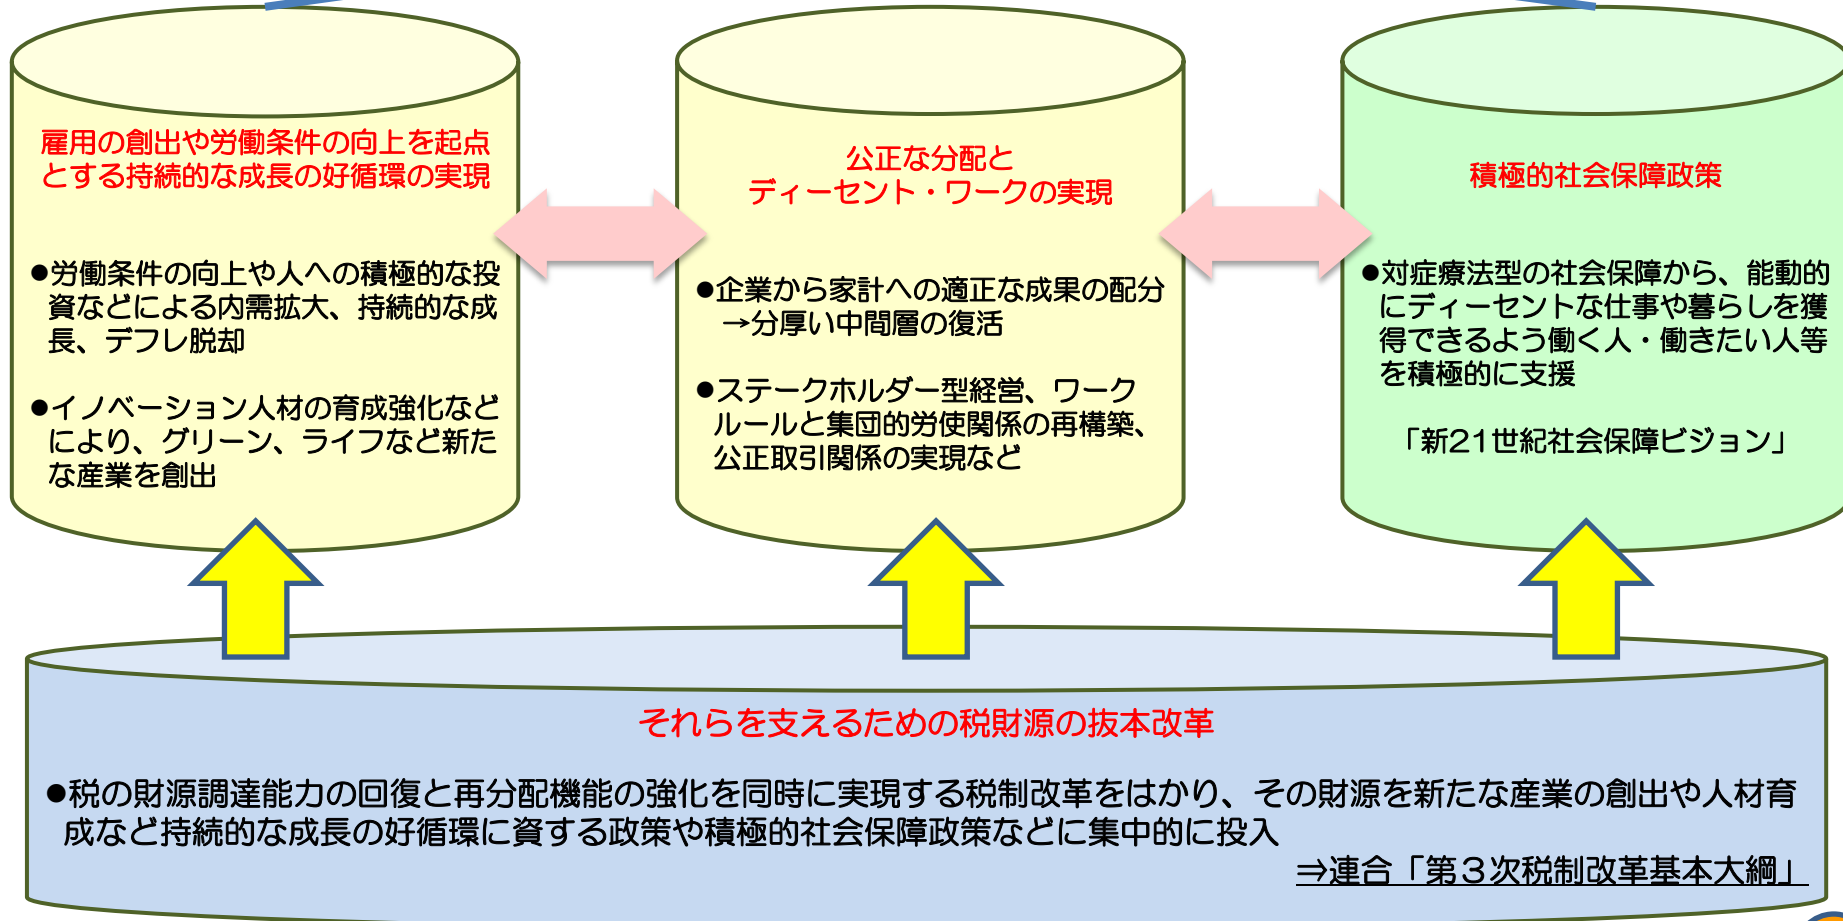 雇用の創出や労働条件の向上を起点
とする持続的な成長の好循環の実現
●労働条件の向上や人への積極的な投
資などによる内需拡大、持続的な成
長、デフレ脱却
●イノベーション人材の育成強化など
により、グリーン、ライフなど新た
な産業を創出
公正な分配と
ディーセント・ワークの実現
●企業から家計への適正な成果の配分
→分厚い中間層の復活
●ステークホルダー型経営、ワーク
ルールと集団的労使関係の再構築、
公正取引関係の実現など
積極的社会保障政策
●対症療法型の社会保障から、能動的
にディーセントな仕事や暮らしを獲
得できるよう働く人・働きたい人等
を積極的に支援
「新21世紀社会保障ビジョン」
それらを支えるための税財源の抜本改革
●税の財源調達能力の回復と再分配機能の強化を同時に実現する税制改革をはかり、その財源を新たな産業の創出や人材育
成など持続的な成長の好循環に資する政策や積極的社会保障政策などに集中的に投入
⇒連合「第３次税制改革基本大綱」